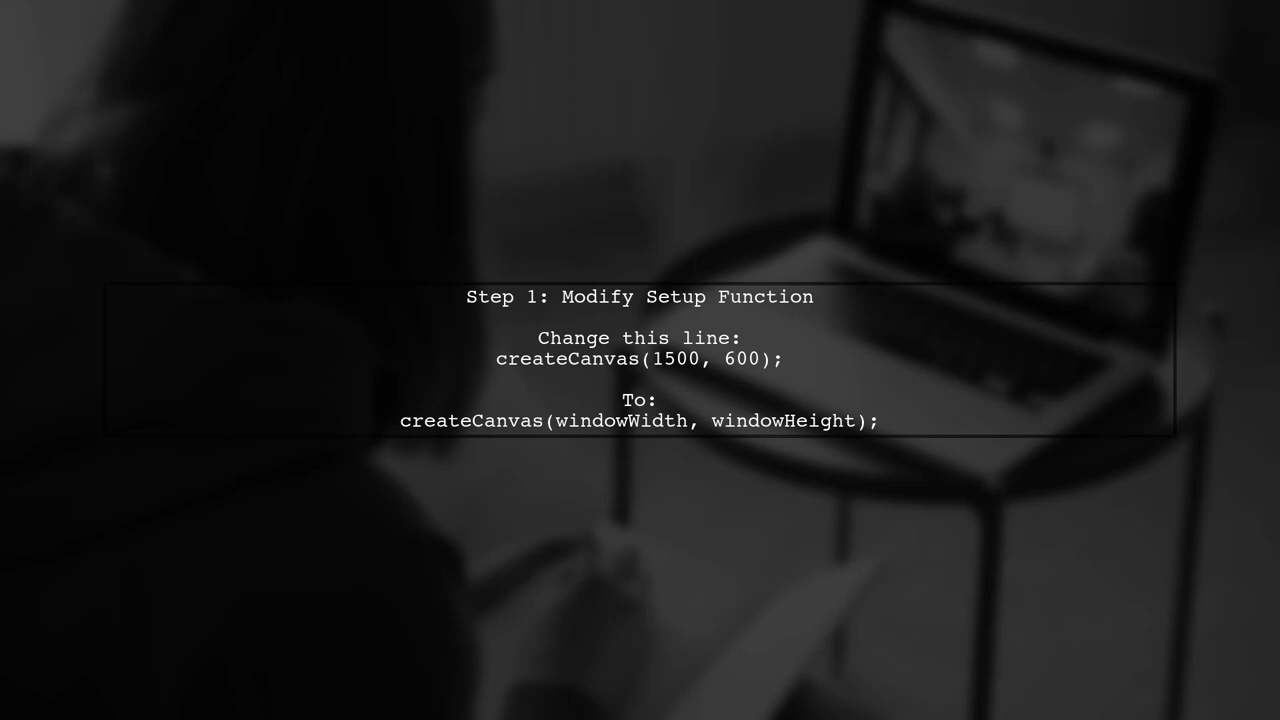 Step 1: Modify Setup Function
Change this line:
createCanvas(1500, 600);
To:
createCanvas(windowWidth, windowHeight);